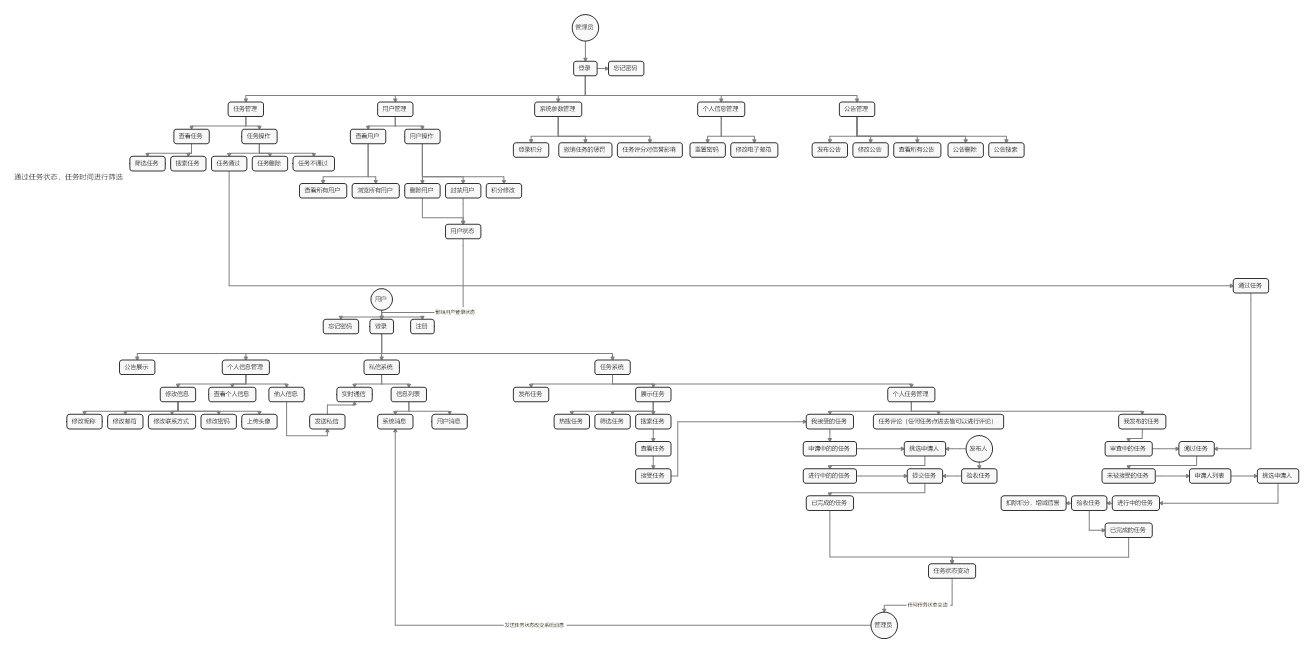 管理员
登录
忘记密码
任务管理
用户管理
系统参数管理
个人信息管理
公告管理
查看任务
任务操作
查看用户
用户操作
登录积分
撤销任务的惩罚
任务评分对信誉影响
重置密码
修改电子邮箱
发布公告
修改公告
查看所有公告
公告删除
公告搜索
筛选任务
搜索任务
任务通过
任务删除
任务不通过
通过任务状态，任务时间进行筛选
查看所有用户
浏览所有用户
删除用户
封禁用户
积分修改
用户状态
通过任务
用户
忘记密码
登录
注册
公告展示
个人信息管理
私信系统
任务系统
修改信息
查看个人信息
他人信息
实时通信
信息列表
发布任务
展示任务
个人任务管理
修改昵称
修改邮箱
修改联系方式
修改密码
上传头像
发送私信
系统消息
用户消息
热搜任务
筛选任务
搜索任务
我接受的任务
任务评论（任何任务点进去皆可以进行评论）
我发布的任务
查看任务
申请中的的任务
挑选申请人
发布人
审查中的任务
通过任务
接受任务
进行中的的任务
提交任务
验收任务
未被接受的任务
申请人列表
挑选申请人
已完成的任务
扣除积分、增减信誉
验收任务
进行中的任务
已完成的任务
任务状态变动
任何任务状态变动
管理员
发送任务状态改变系统消息